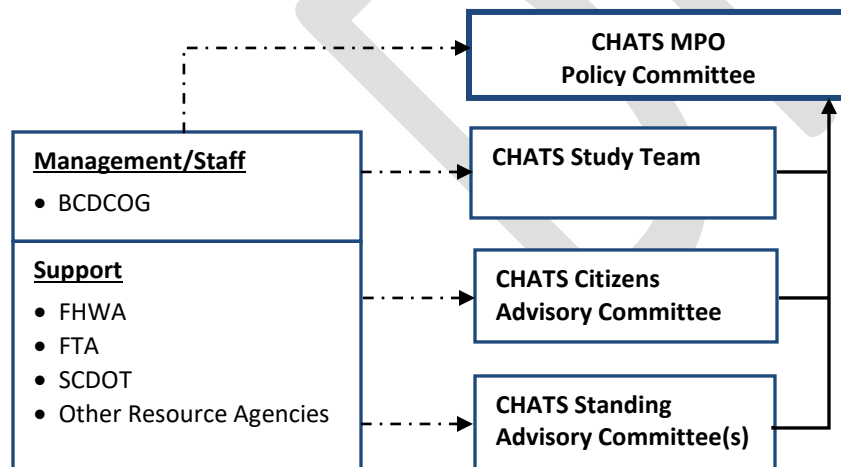 CHATS MPO
Policy Committee
Management/Staff
• BCDCOG
Support
• FHWA
• FTA
• SCDOT
• Other Resource Agencies
CHATS Study Team
CHATS Citizens
Advisory Committee
CHATS Standing
Advisory Committee(s)